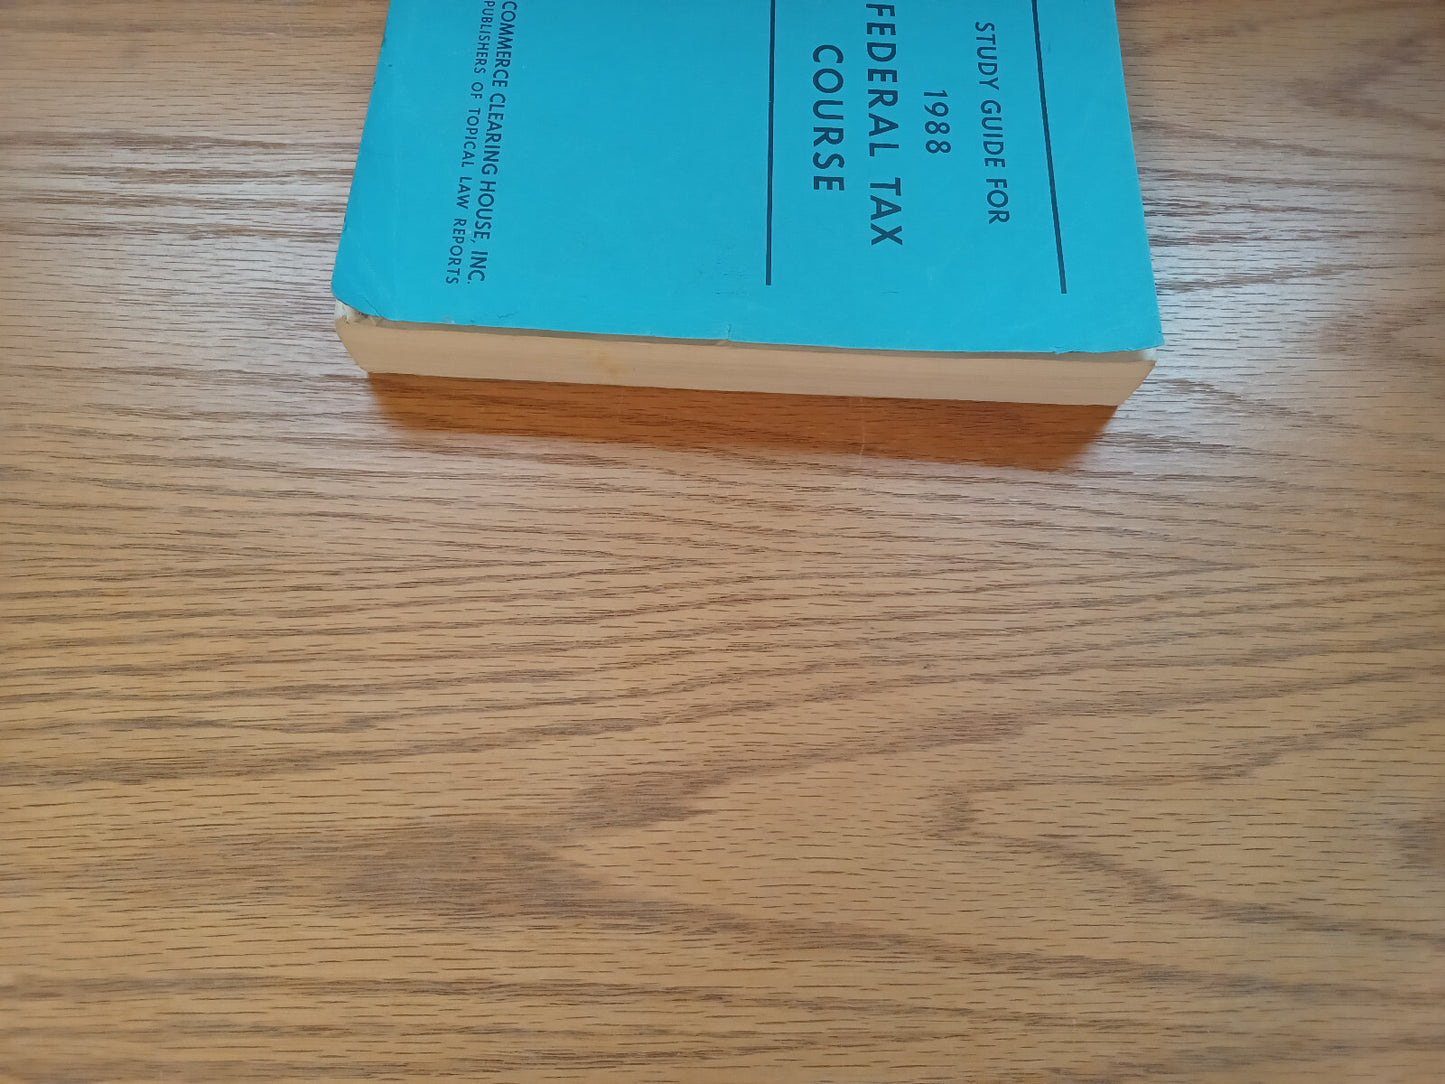 STUDY GUIDE FOR
1988
FEDERAL TAX
COURSE
COMMERCE CLEARING HOUSE, INC.
PUBLISHERS OF TOPICAL LAW REPORTS